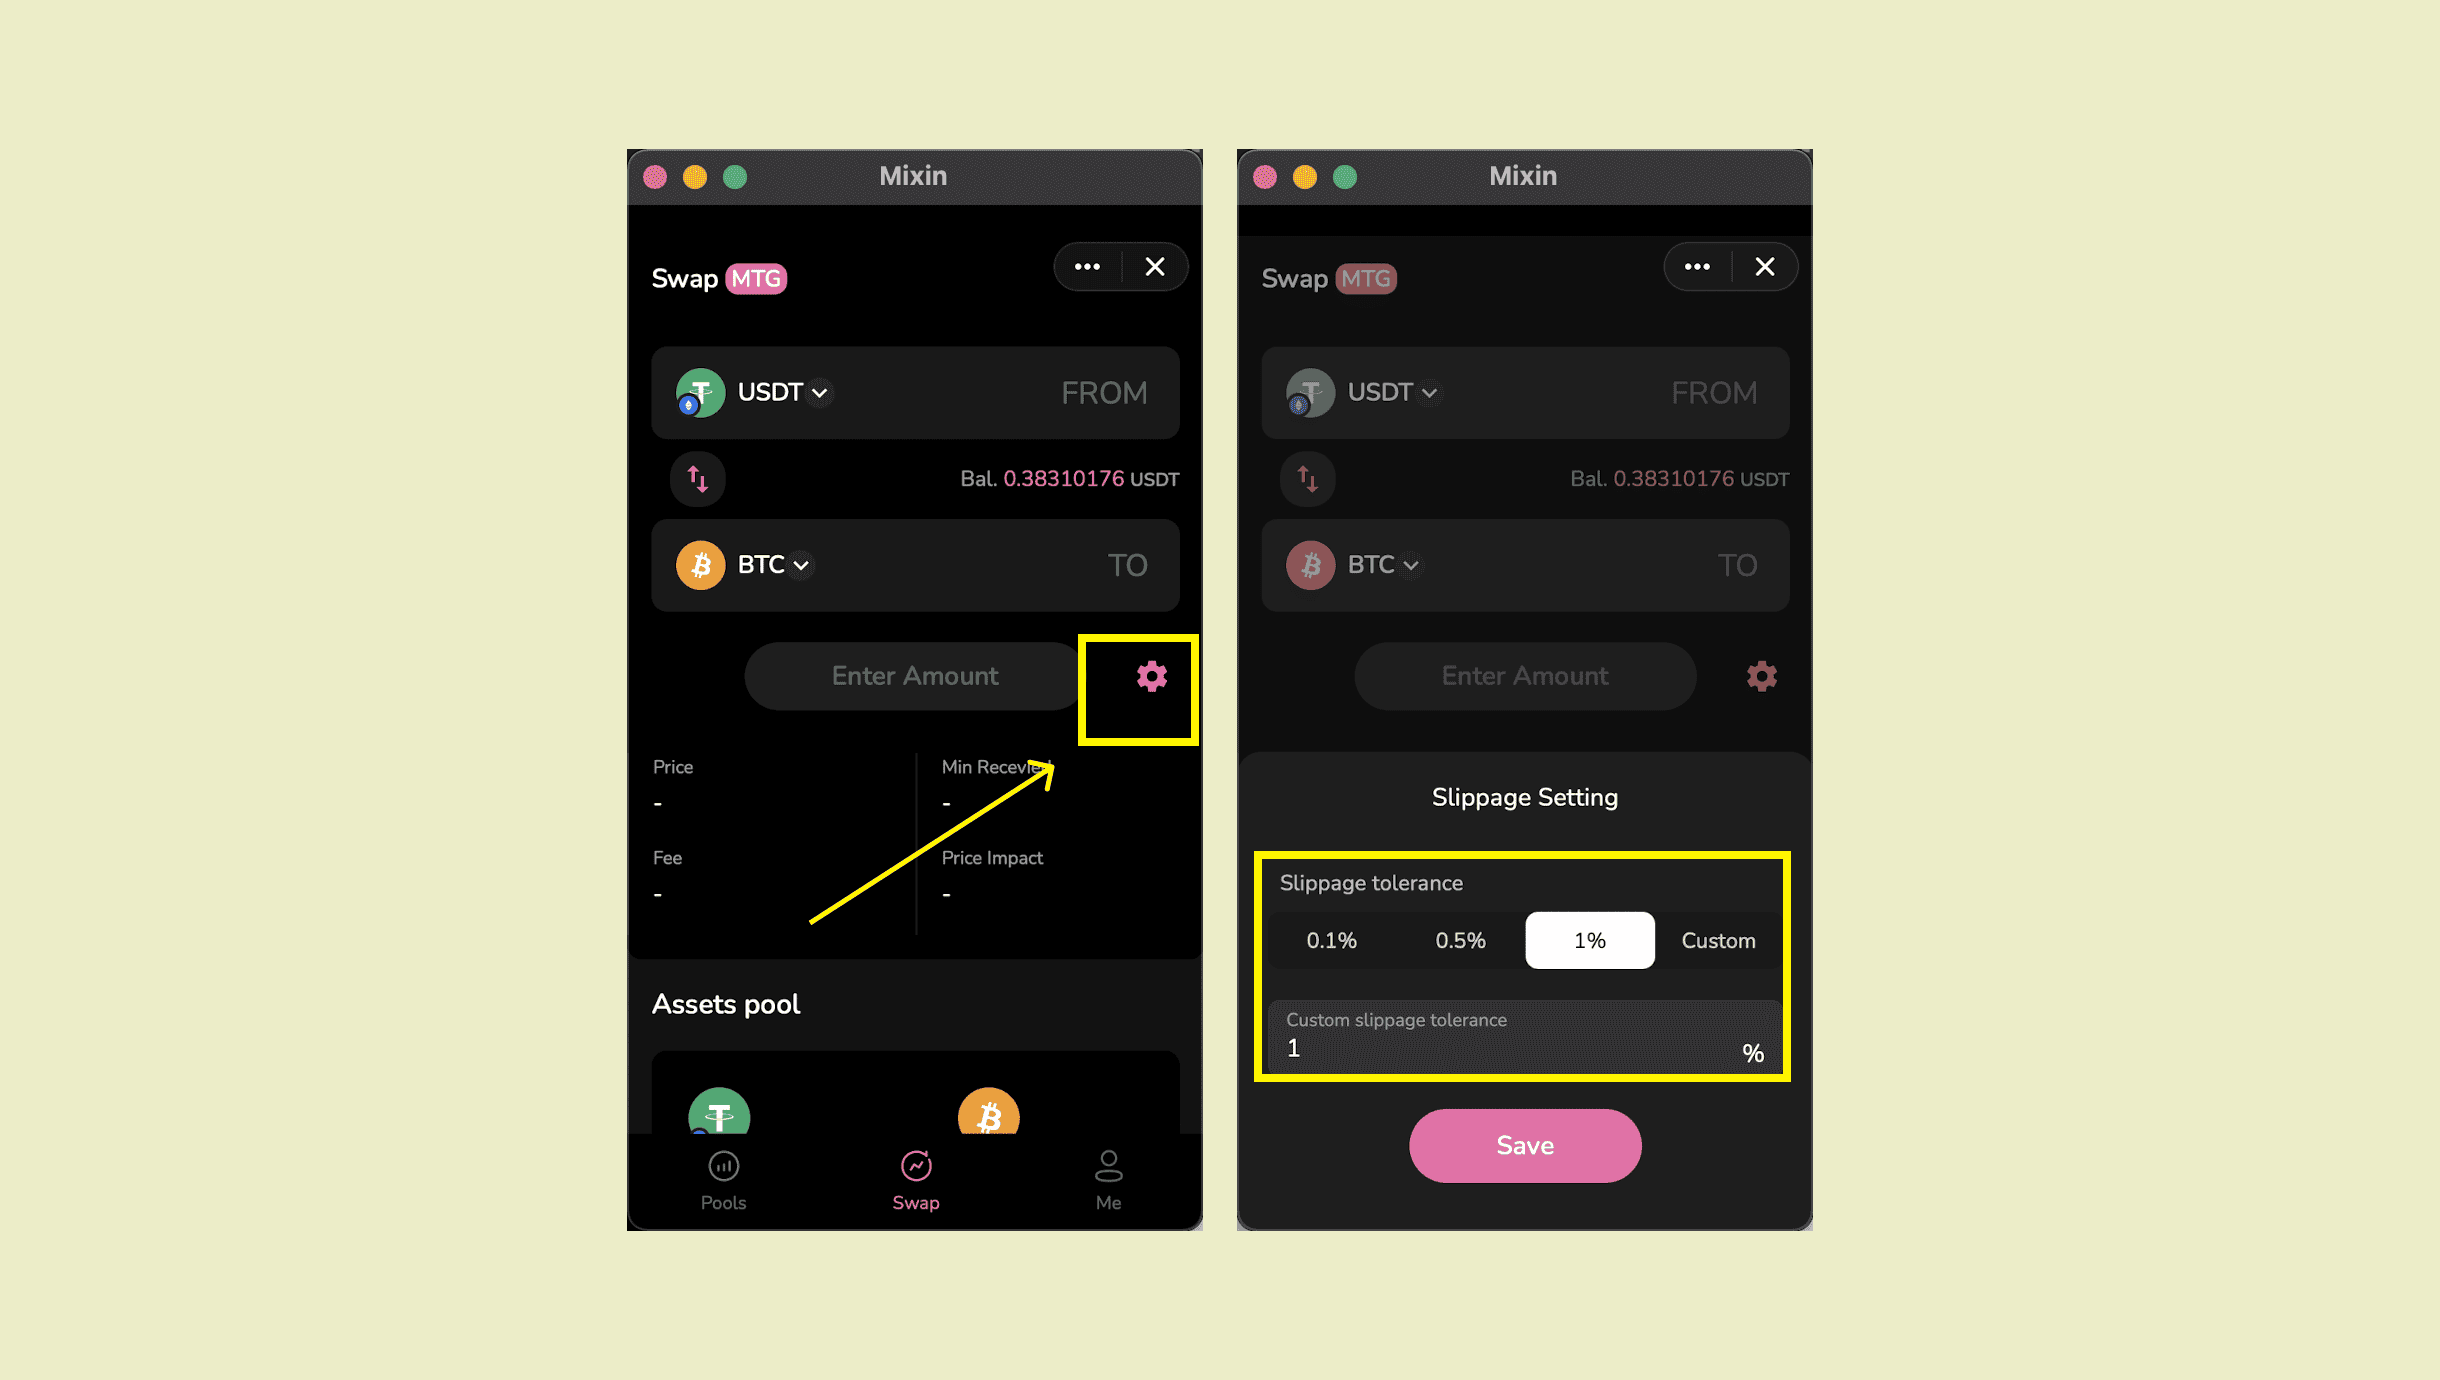 Mixin
Swap MTG
USDT FROM
Bal. 0.38310176 USDT
BTC TO
Enter Amount
Price Min Recevied
- -
Fee Price Impact
- -
Assets pool
Pools Swap Me
Mixin
Swap MTG
USDT FROM
Bal. 0.38310176 USDT
BTC TO
Enter Amount
Slippage Setting
Slippage tolerance
0.1% 0.5% 1% Custom
Custom slippage tolerance
1 %
Save